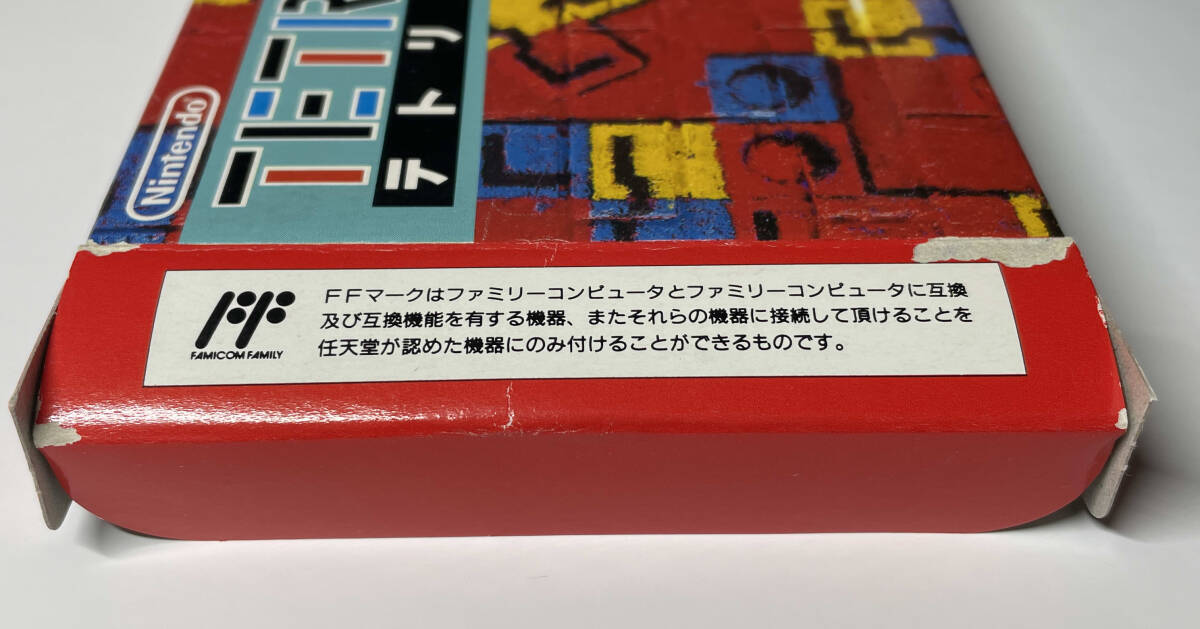 Nintendo
TETR
テトリ
FAMICOM FAMILY
FFマークはファミリーコンピュータとファミリーコンピュータに互換
及び互換機能を有する機器、またそれらの機器に接続して頂けることを
任天堂が認めた機器にのみ付けることができるものです。